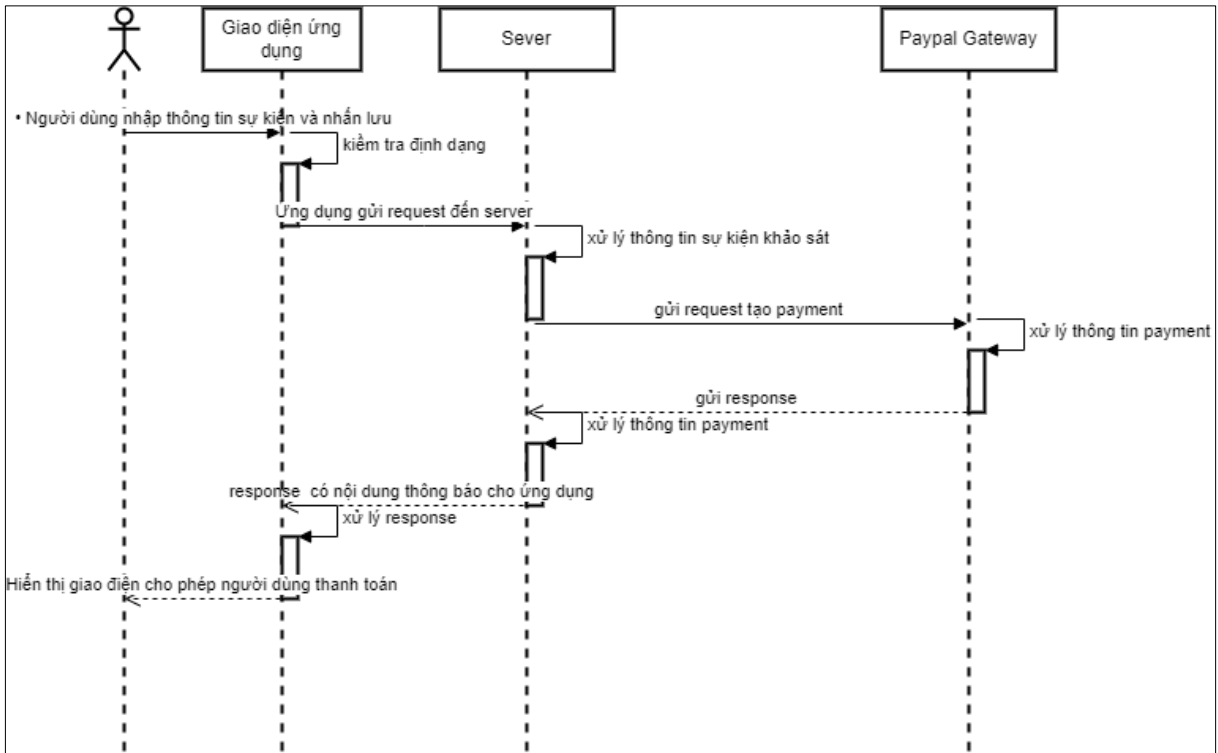 Giao diện ứng
dụng
Sever
Paypal Gateway
• Người dùng nhập thông tin sự kiện và nhấn lưu
kiểm tra định dạng
Ứng dụng gửi request đến server
xử lý thông tin sự kiện khảo sát
gửi request tạo payment
xử lý thông tin payment
gửi response
xử lý thông tin payment
response có nội dung thông báo cho ứng dụng
xử lý response
Hiển thị giao điện cho phép người dùng thanh toán